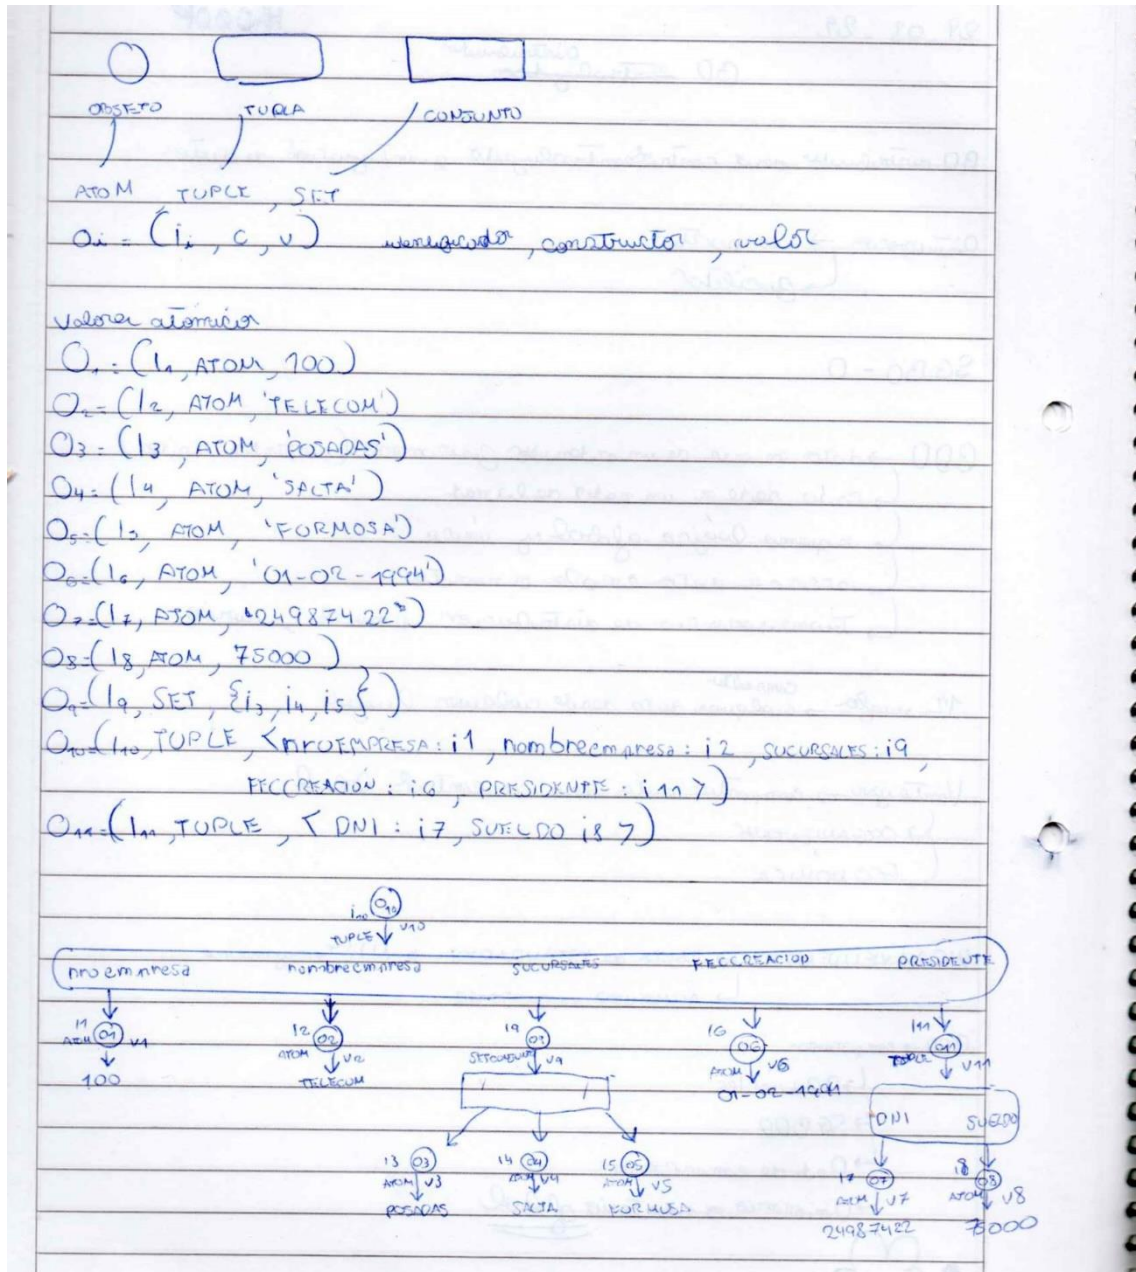 OBJETO TUPLA CONJUNTO
ATOM, TUPLE, SET
Oi = (ii, c, v) constructor, valor
valores atómicos
O1 = (I1, ATOM, 100)
O2 = (I2, ATOM, 'TELECOM')
O3 = (I3, ATOM, 'POSADAS')
O4 = (I4, ATOM, 'SALTA')
O5 = (I5, ATOM, 'FORMOSA')
O6 = (I6, ATOM, '01-02-1994')
O7 = (I7, ATOM, '24987422')
O8 = (I8, ATOM, 75000)
O9 = (I9, SET, {i3, i4, i5})
O10 = (I10, TUPLE, <nroEMPRESA: i1, nombreempresa: i2, SUCURSALES: i9,
FECCREACION: i6, PRESIDENTE: i11>)
O11 = (I11, TUPLE, < DNI: i7, SUELDO i8 >)
i10 O10
TUPLE V10
nroempresa nombreempresa SUCURSALES FECCREACION PRESIDENTE
I1 O1 I2 O2 I9 O9 I6 O6 I11 O11
ATOM V1 ATOM V2 V9 ATOM V6 TUPLE V11
100 TELECOM 01-02-1991
DNI SUELDO
I3 O3 I4 O4 I5 O5 I7 O7 I8 O8
ATOM V3 ATOM V4 ATOM V5 ATOM V7 ATOM V8
POSADAS SALTA FORMOSA 24987422 75000